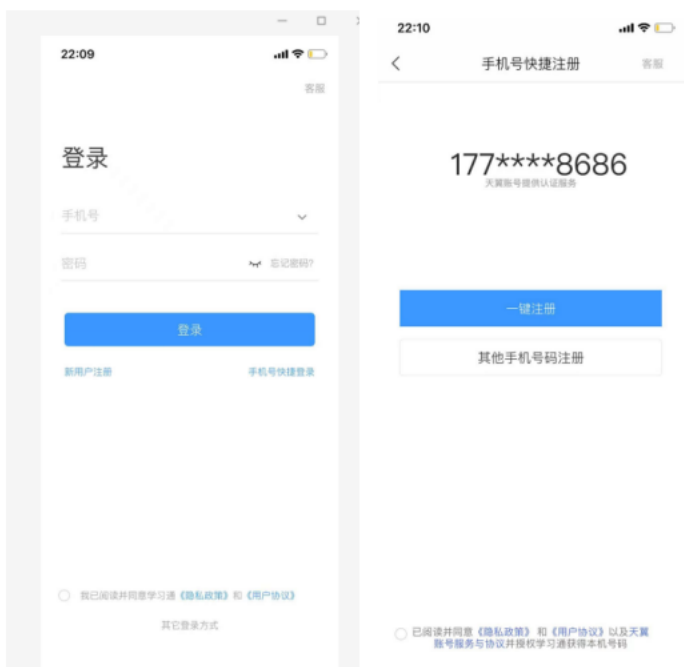 22:09
客服
登录
手机号
密码
忘记密码?
登录
新用户注册
手机号快捷登录
我已阅读并同意学习通《隐私政策》和《用户协议》
其它登录方式
22:10
手机号快捷注册
客服
177****8686
天翼账号提供认证服务
一键注册
其他手机号码注册
已阅读并同意《隐私政策》和《用户协议》以及天翼
账号服务与协议并授权学习通获得本机号码